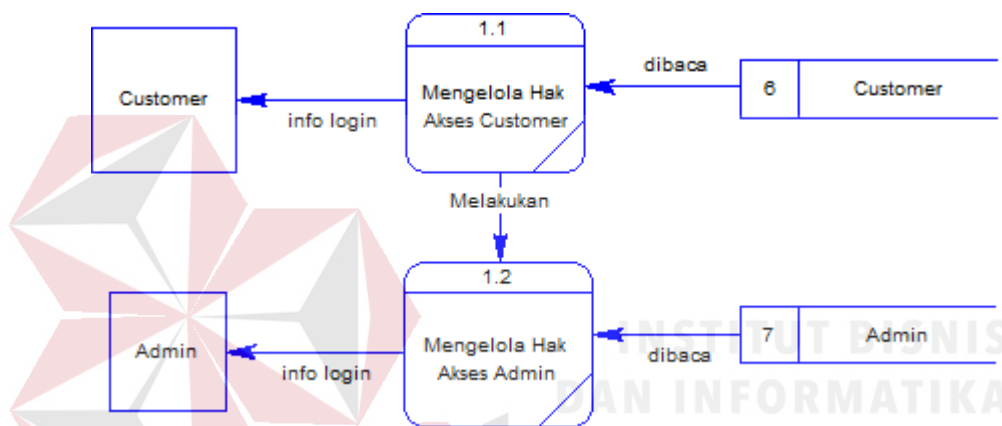 1.1
Customer
Mengelola Hak
Akses Customer
info login
dibaca
6
Customer
Melakukan
1.2
Admin
Mengelola Hak
Akses Admin
info login
dibaca
7
Admin
INSTITUT BISNIS
DAN INFORMATIKA